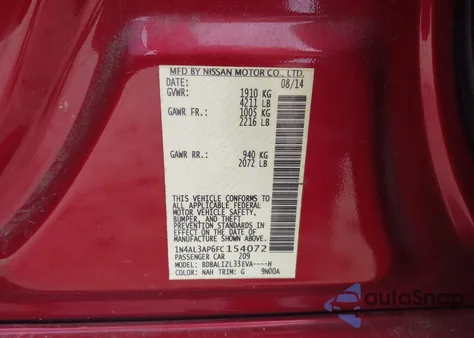 MFD BY NISSAN MOTOR CO., LTD.
DATE: 08/14
GVWR: 1910 KG
4211 LB
GAWR FR.: 1005 KG
2216 LB
GAWR RR.: 940 KG
2072 LB
THIS VEHICLE CONFORMS TO
ALL APPLICABLE FEDERAL
MOTOR VEHICLE SAFETY,
BUMPER, AND THEFT
STANDARDS IN EFFECT ON
THE DATE OF
MANUFACTURE SHOWN ABOVE.
1N4AL3AP6FC154072
PASSENGER CAR 209
MODEL: BDBALIZL33EVA----H
COLOR: NAH TRIM: G 9N00A
autoSnap